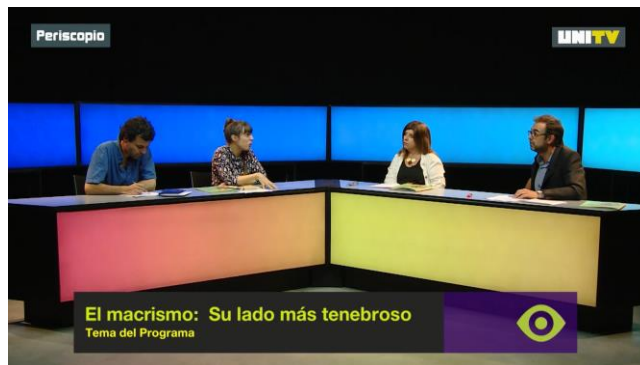 Periscopio
UNITV
El macrismo: Su lado más tenebroso
Tema del Programa